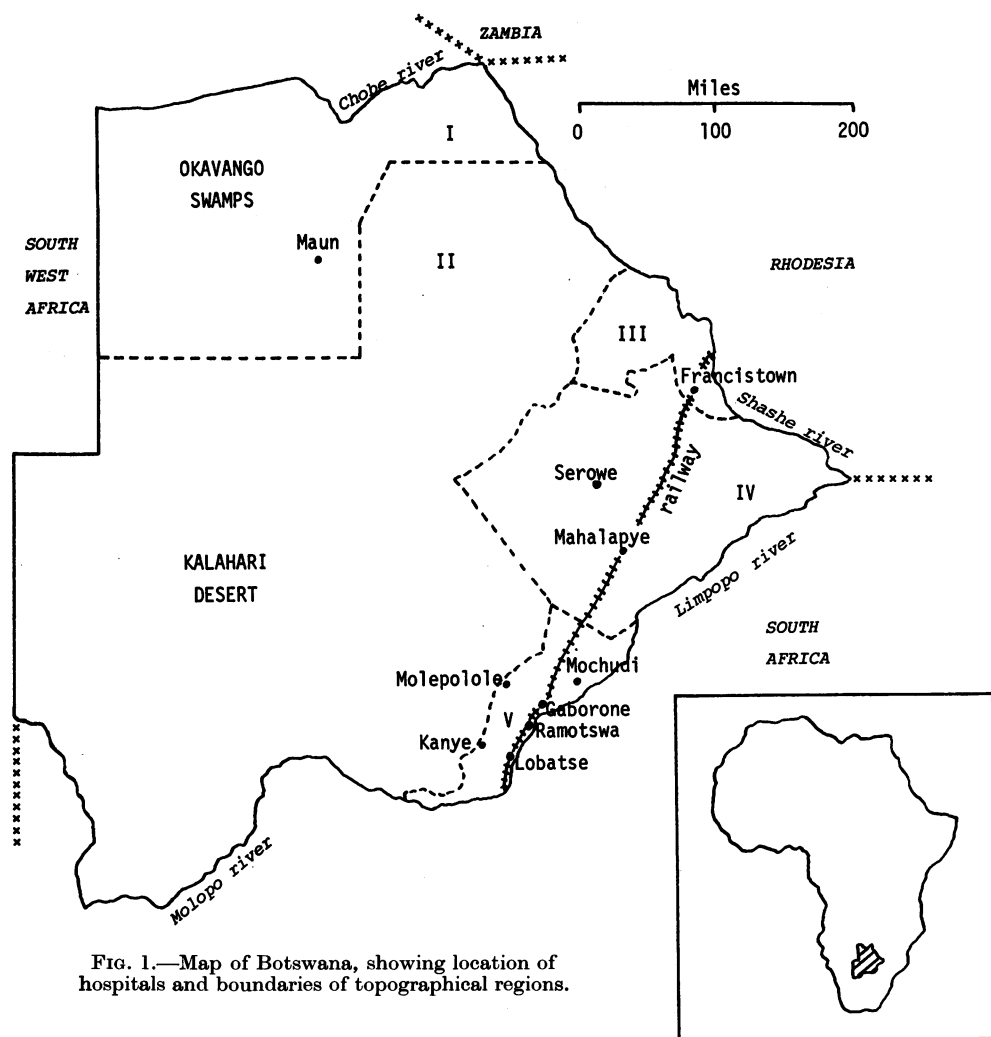 ZAMBIA
Chobe river
Miles
0 100 200
I
OKAVANGO
SWAMPS
Maun
SOUTH
WEST
AFRICA
II
RHODESIA
III
Francistown
Shashe river
Serowe
railway
IV
Mahalapye
KALAHARI
DESERT
Limpopo river
SOUTH
AFRICA
Mochudi
Molepolole
Gaborone
V
Ramotswa
Kanye
Lobatse
Molopo river
FIG. 1.—Map of Botswana, showing location of
hospitals and boundaries of topographical regions.